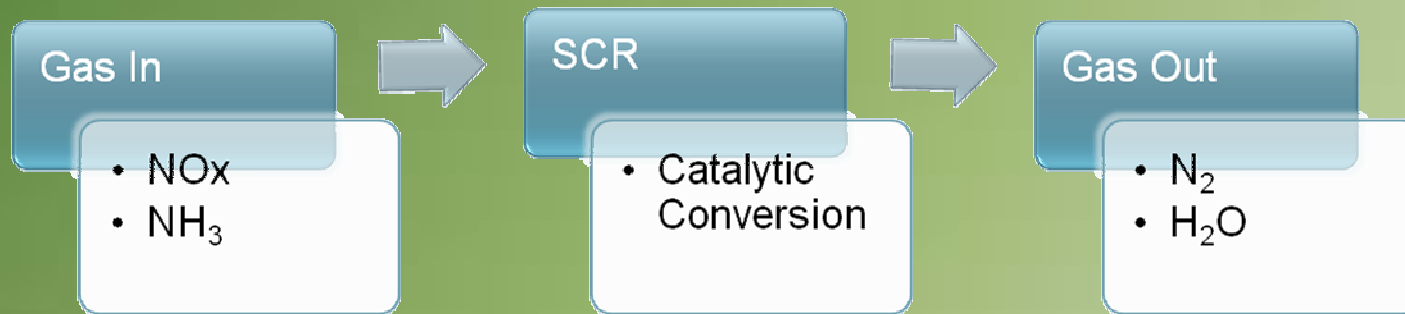 Gas In
• NOx
• NH₃
SCR
• Catalytic
Conversion
Gas Out
• N₂
• H₂O